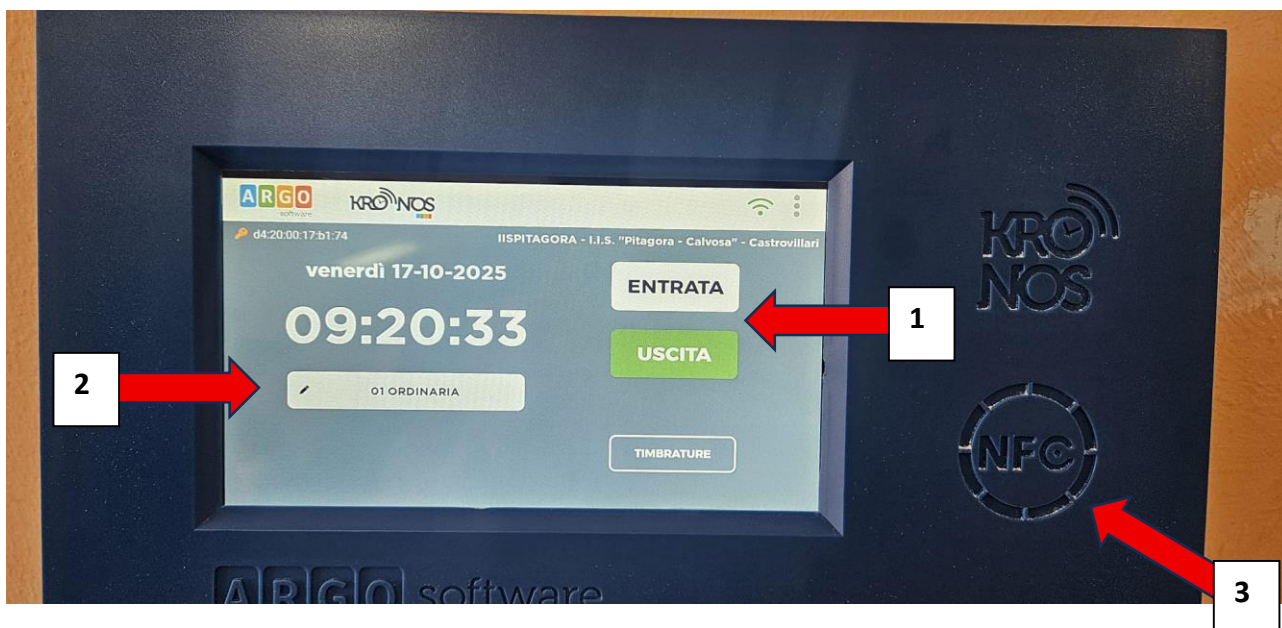 ARGO
software
KRONOS
d4:20:00:17:b1:74
IISPITAGORA - I.I.S. "Pitagora - Calvosa" - Castrovillari
venerdì 17-10-2025
09:20:33
01 ORDINARIA
ENTRATA
USCITA
TIMBRATURE
1
2
KRO
NOS
NFC
3
ARGO software